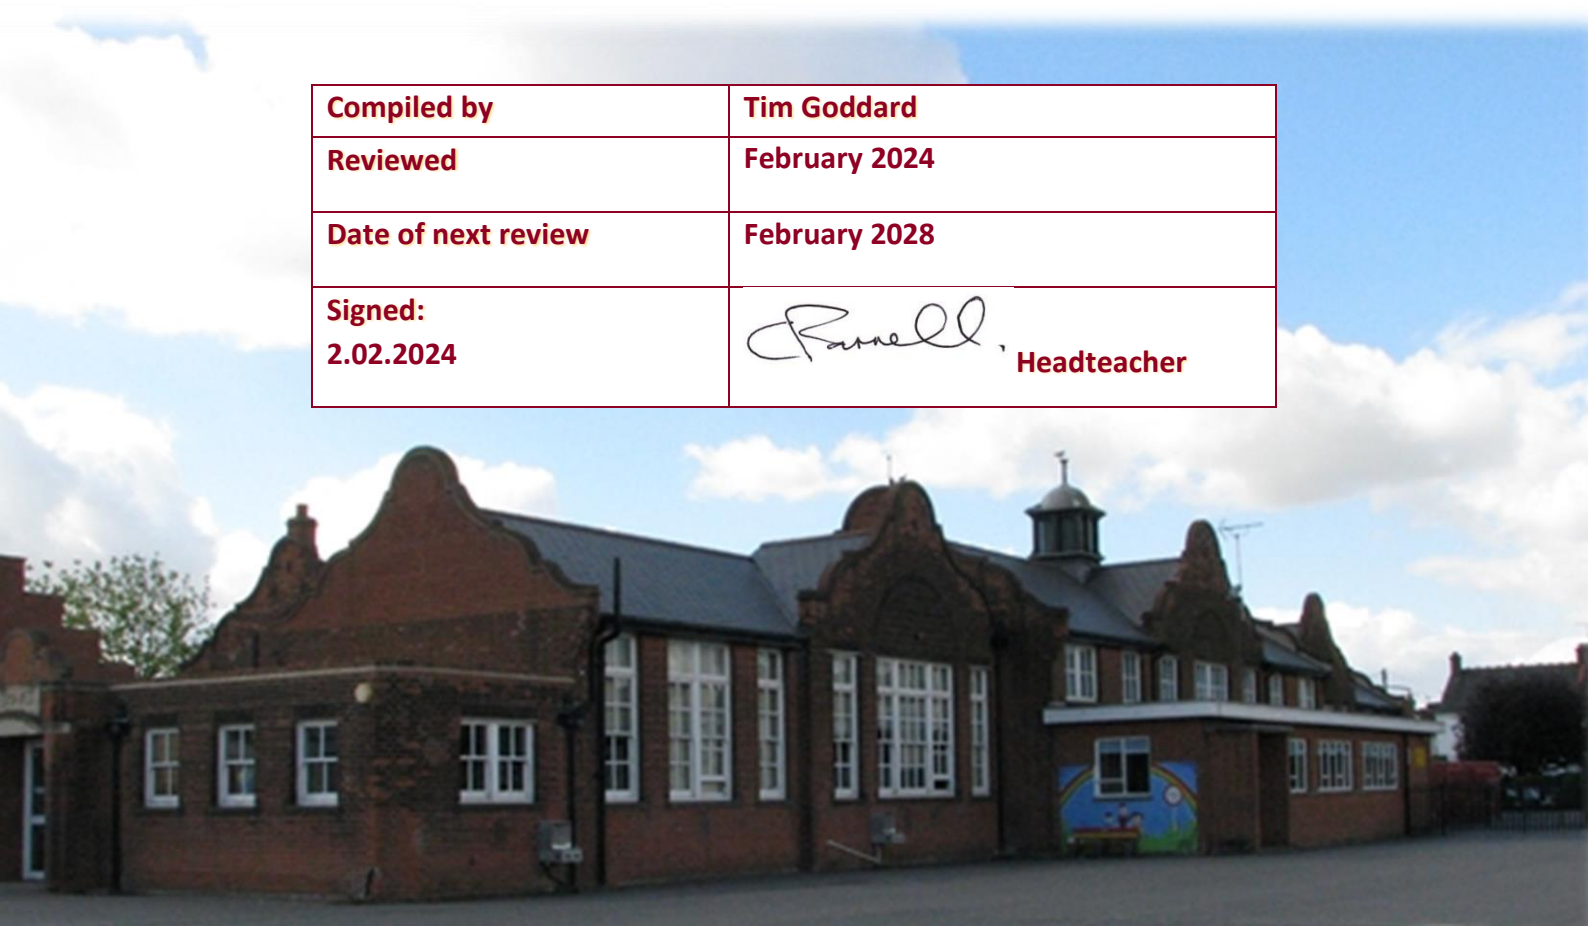 Compiled by Tim Goddard
Reviewed February 2024
Date of next review February 2028
Signed:
2.02.2024
Headteacher